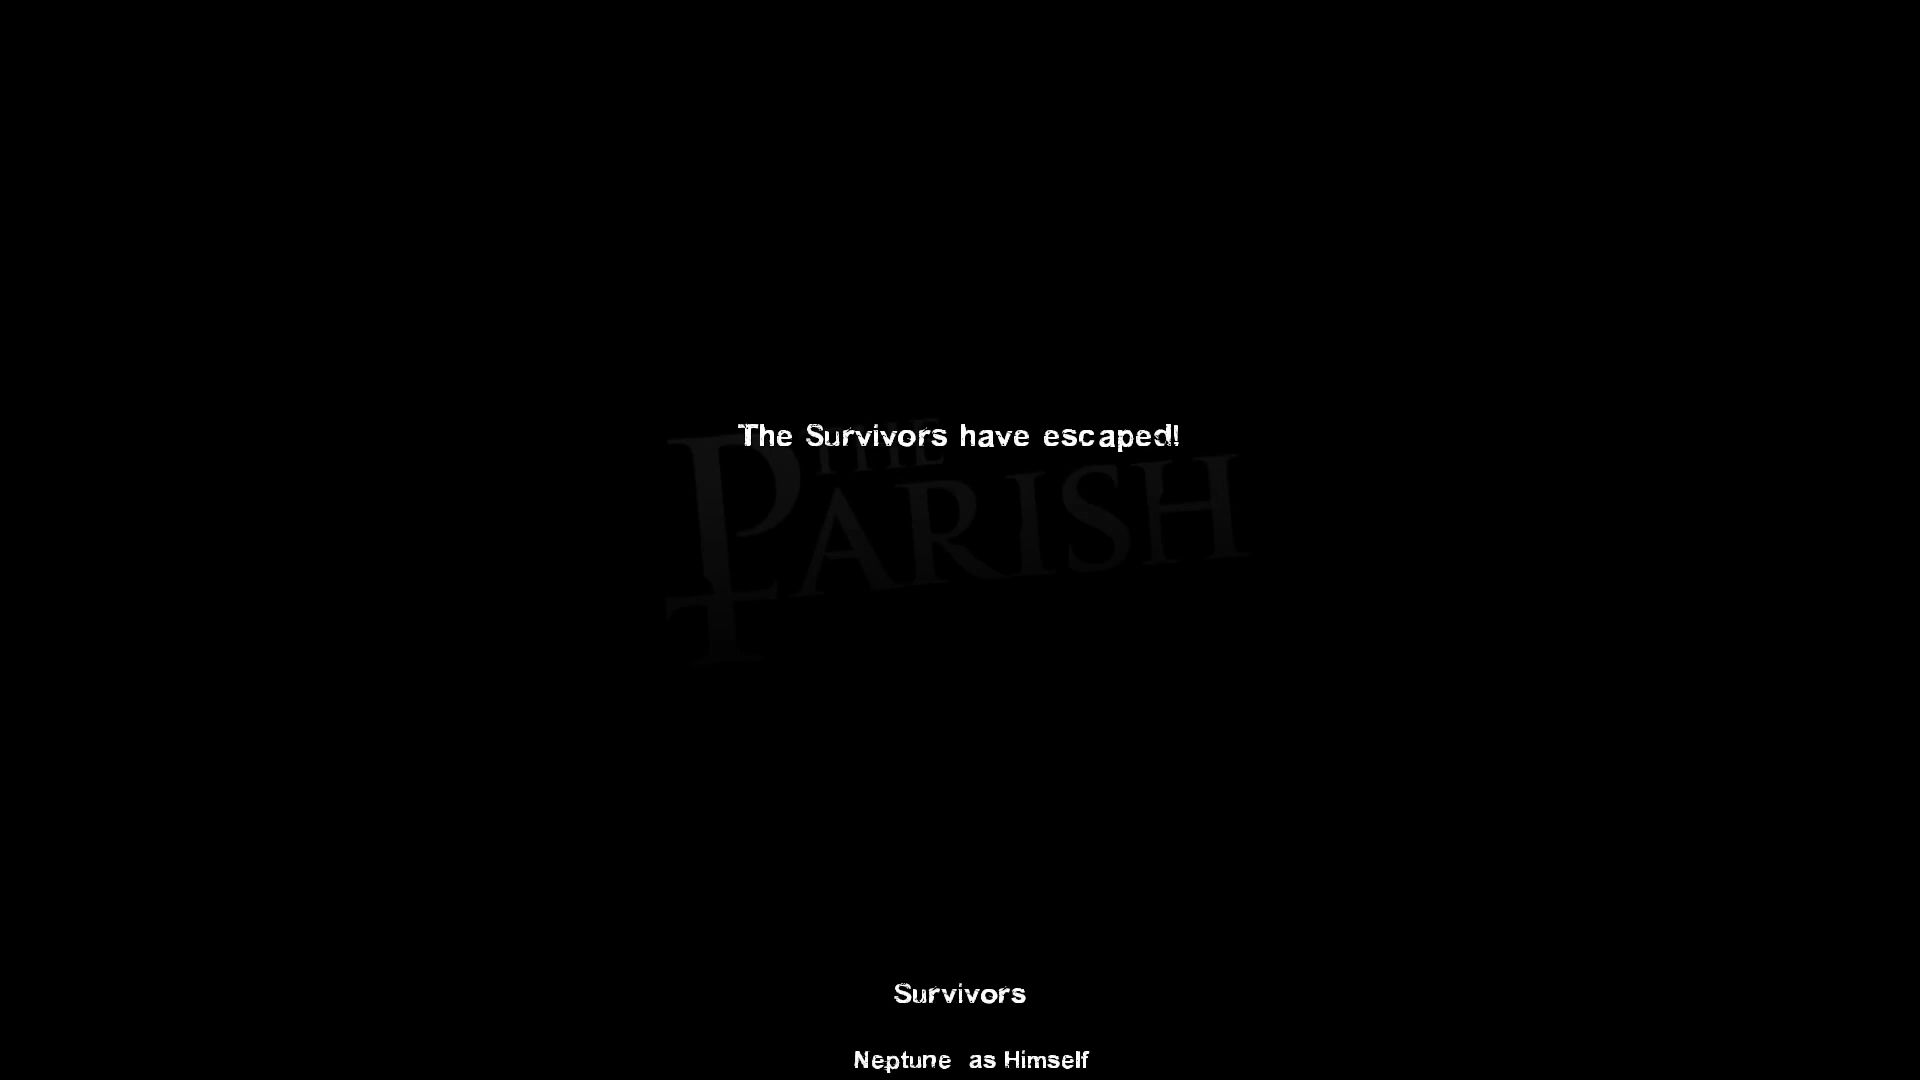 The Survivors have escaped!
THE
PARISH
Survivors
Neptune  as Himself